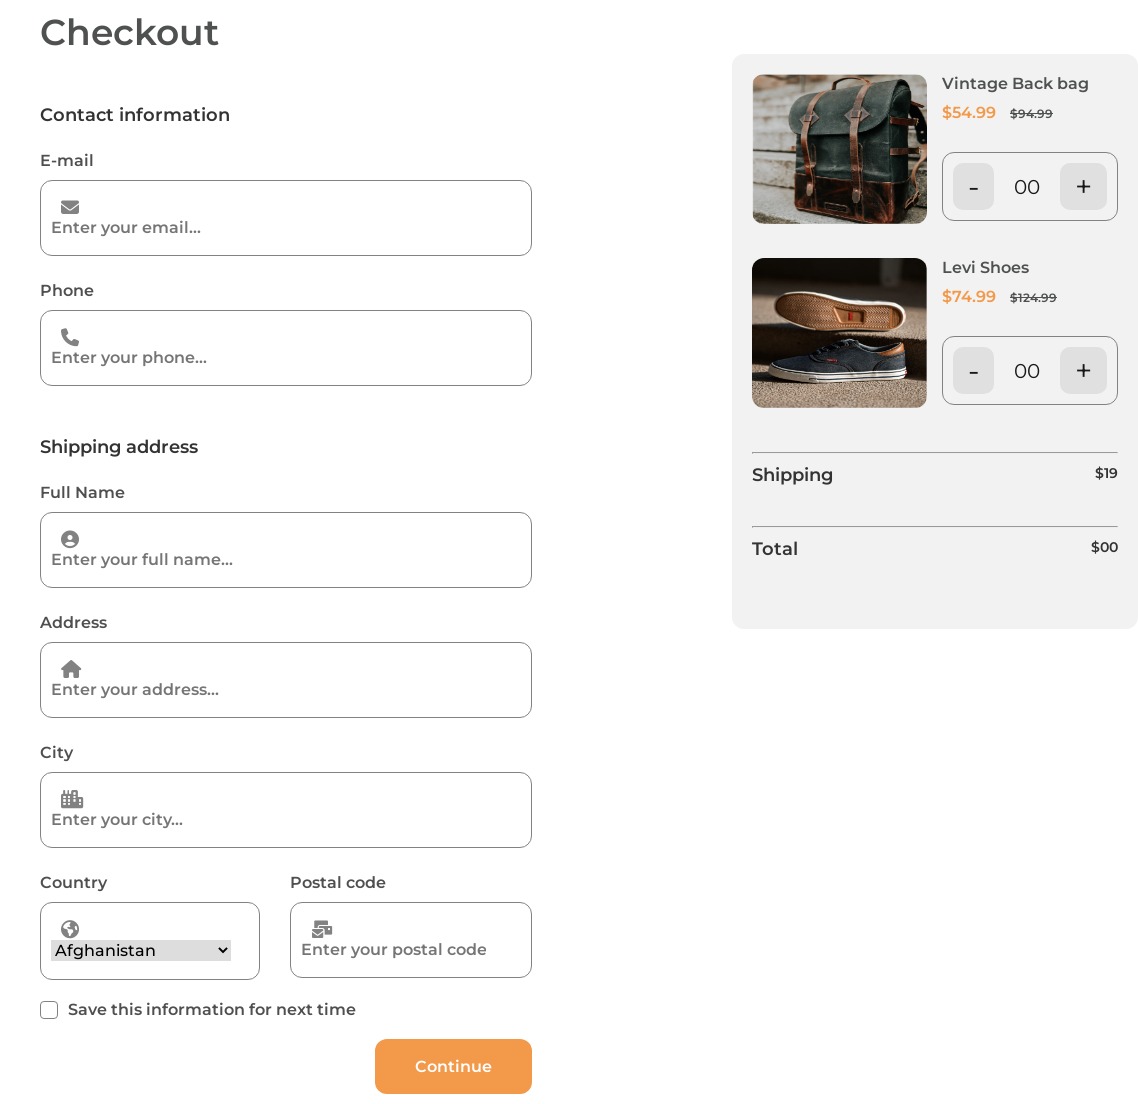 Checkout
Contact information
E-mail
Enter your email...
Phone
Enter your phone...
Shipping address
Full Name
Enter your full name...
Address
Enter your address...
City
Enter your city...
Country
Afghanistan
Postal code
Enter your postal code
Save this information for next time
Continue
Vintage Back bag
$54.99 $94.99
- 00 +
Levi Shoes
$74.99 $124.99
- 00 +
Shipping $19
Total $00